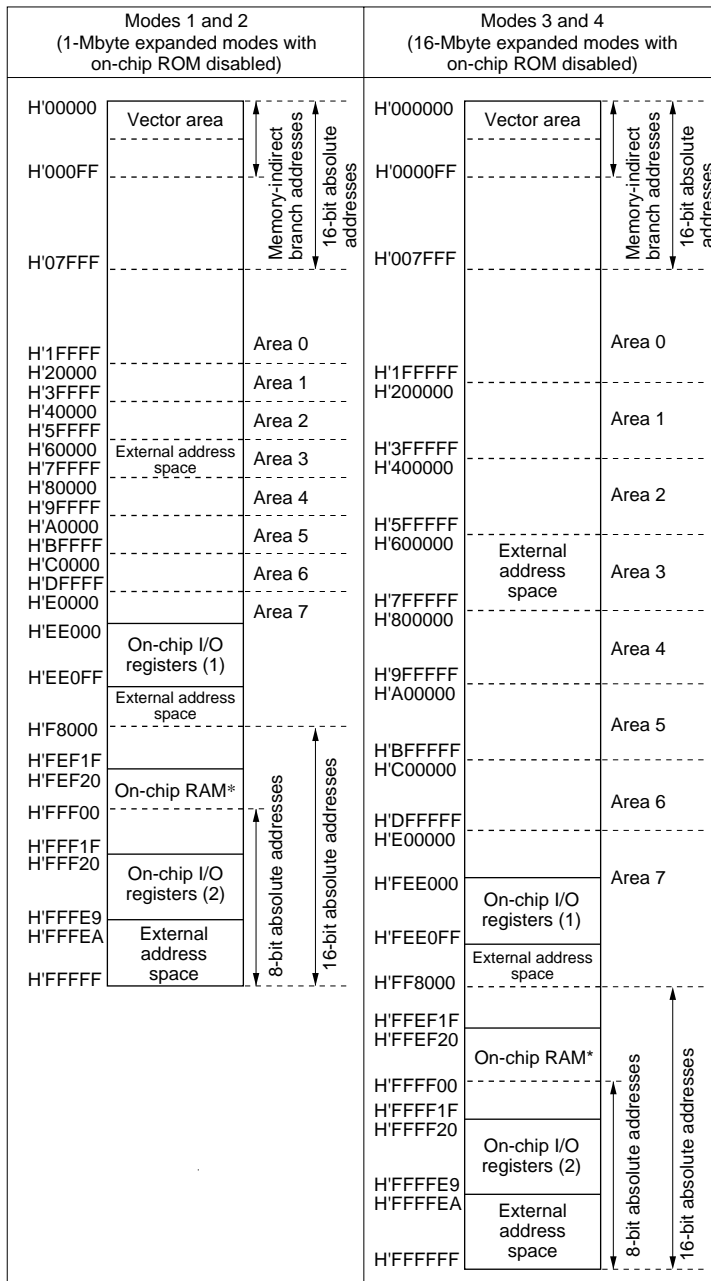 Modes 1 and 2
(1-Mbyte expanded modes with
on-chip ROM disabled)
H'00000
Vector area
H'000FF
Memory-indirect
branch addresses
16-bit absolute
addresses
H'07FFF
Area 0
H'1FFFF
H'20000
Area 1
H'3FFFF
H'40000
Area 2
H'5FFFF
H'60000
External address
space
Area 3
H'7FFFF
H'80000
Area 4
H'9FFFF
H'A0000
Area 5
H'BFFFF
H'C0000
Area 6
H'DFFFF
H'E0000
Area 7
H'EE000
On-chip I/O
registers (1)
H'EE0FF
External address
space
H'F8000
H'FEF1F
H'FEF20
On-chip RAM*
H'FFF00
H'FFF1F
H'FFF20
On-chip I/O
registers (2)
H'FFFE9
H'FFFEA
External
address
space
H'FFFFF
8-bit absolute addresses
16-bit absolute addresses
Modes 3 and 4
(16-Mbyte expanded modes with
on-chip ROM disabled)
H'000000
Vector area
H'0000FF
Memory-indirect
branch addresses
16-bit absolute
addresses
H'007FFF
Area 0
H'1FFFFF
H'200000
Area 1
H'3FFFFF
H'400000
Area 2
H'5FFFFF
H'600000
External
address
space
Area 3
H'7FFFFF
H'800000
Area 4
H'9FFFFF
H'A00000
Area 5
H'BFFFFF
H'C00000
Area 6
H'DFFFFF
H'E00000
Area 7
H'FEE000
On-chip I/O
registers (1)
H'FEE0FF
External address
space
H'FF8000
H'FFEF1F
H'FFEF20
On-chip RAM*
H'FFFF00
H'FFFF1F
H'FFFF20
On-chip I/O
registers (2)
H'FFFFE9
H'FFFFEA
External
address
space
H'FFFFFF
8-bit absolute addresses
16-bit absolute addresses